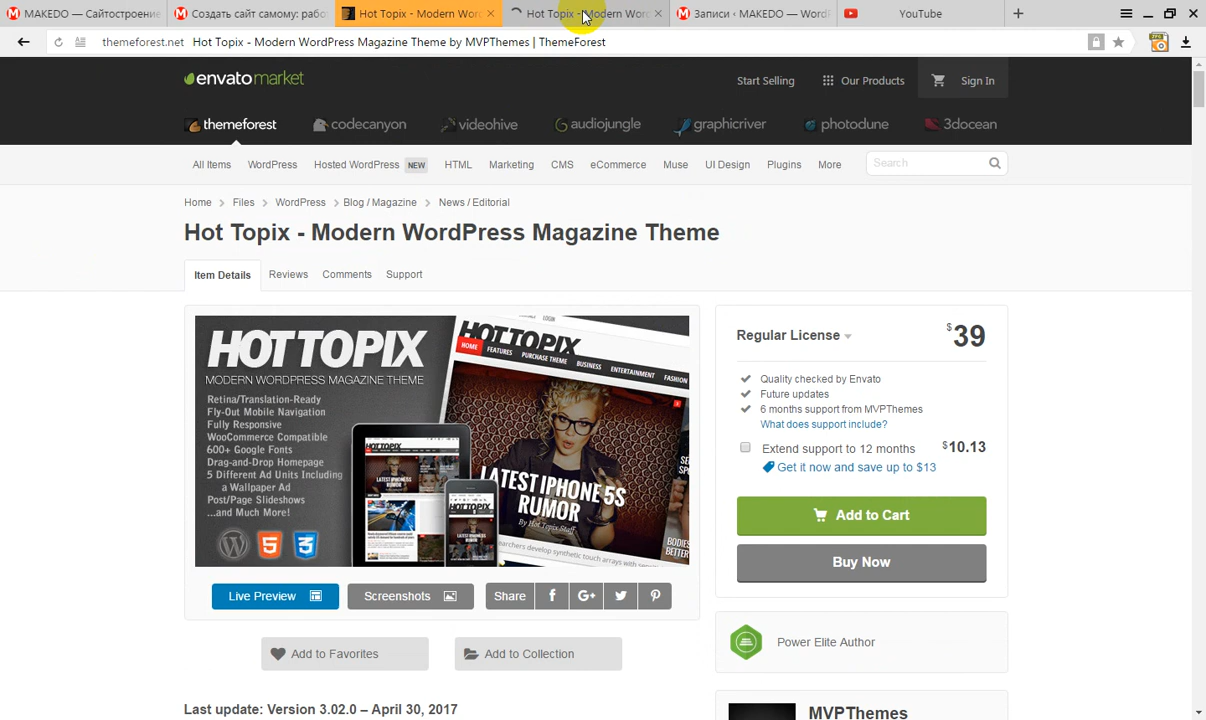 MAKEDO — Сайтостроение
Создать сайт самому: рабо
Hot Topix - Modern WordP
Hot Topix - Modern Word
Записи ‹ MAKEDO — WordP
YouTube
themeforest.net Hot Topix - Modern WordPress Magazine Theme by MVPThemes | ThemeForest
envatomarket
Start Selling
Our Products
Sign In
themeforest
codecanyon
videohive
audiojungle
graphicriver
photodune
3docean
All Items
WordPress
Hosted WordPress NEW
HTML
Marketing
CMS
eCommerce
Muse
UI Design
Plugins
More
Search
Home
Files
WordPress
Blog / Magazine
News / Editorial
Hot Topix - Modern WordPress Magazine Theme
Item Details
Reviews
Comments
Support
HOT TOPIX
MODERN WORDPRESS MAGAZINE THEME
Retina/Translation-Ready
Fly-Out Mobile Navigation
Fully Responsive
WooCommerce Compatible
600+ Google Fonts
Drag-and-Drop Homepage
5 Different Ad Units Including
a Wallpaper Ad
Post/Page Slideshows
...and Much More!
LOGIN
HOT TOPIX
HOME
FEATURES
PURCHASE THEME
BUSINESS
ENTERTAINMENT
FASHION
LATEST IPHONE 5S
RUMOR
By Hot Topix Staff
Regular License
$39
Quality checked by Envato
Future updates
6 months support from MVPThemes
What does support include?
Extend support to 12 months $10.13
Get it now and save up to $13
Add to Cart
Buy Now
Live Preview
Screenshots
Share
Add to Favorites
Add to Collection
Power Elite Author
Last update: Version 3.02.0 – April 30, 2017
MVPThemes